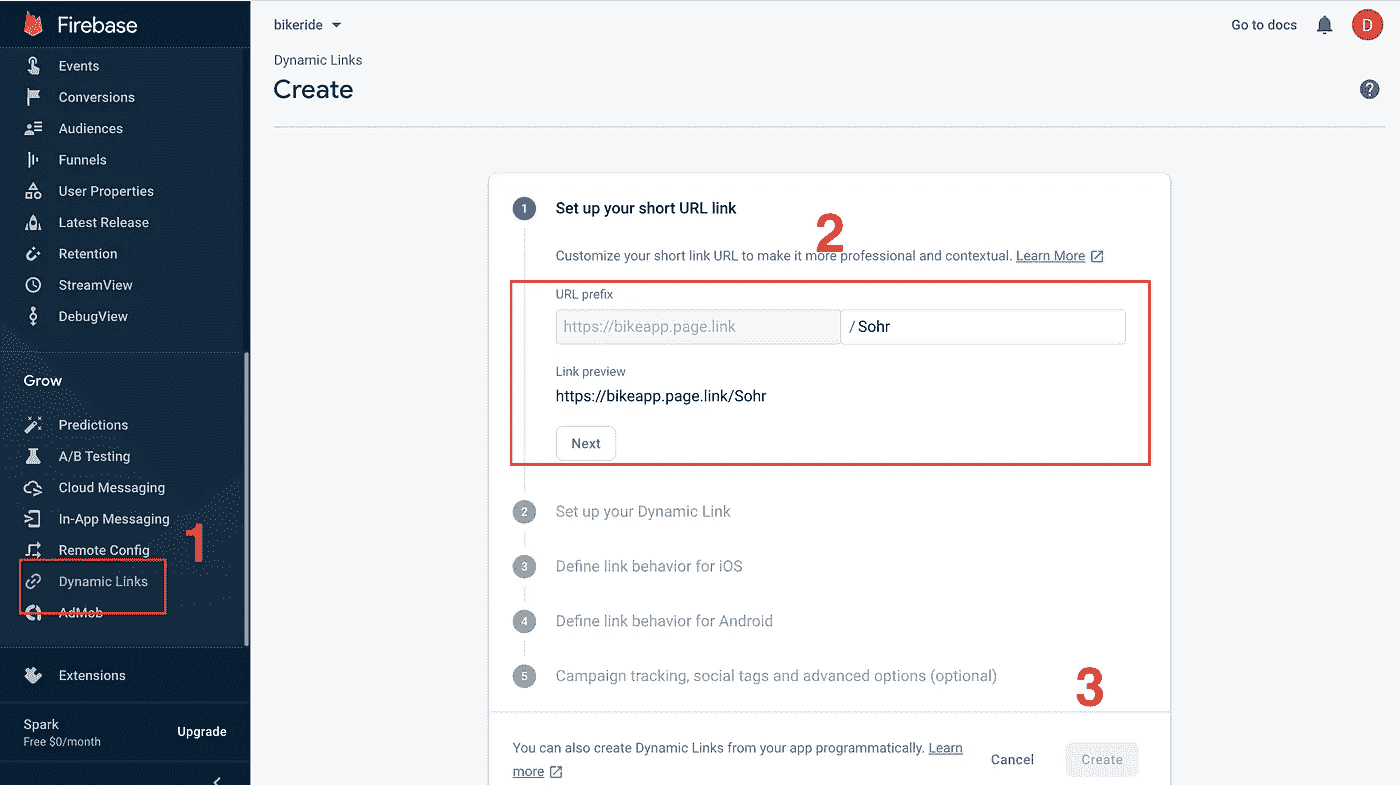 Firebase
Events
Conversions
Audiences
Funnels
User Properties
Latest Release
Retention
StreamView
DebugView
Grow
Predictions
A/B Testing
Cloud Messaging
In-App Messaging
1
Remote Config
Dynamic Links
AdMob
Extensions
Spark
Free $0/month
Upgrade
bikeride
Go to docs
D
Dynamic Links
Create
?
1 Set up your short URL link
2
Customize your short link URL to make it more professional and contextual. Learn More
URL prefix
https://bikeapp.page.link / Sohr
Link preview
https://bikeapp.page.link/Sohr
Next
2 Set up your Dynamic Link
3 Define link behavior for iOS
4 Define link behavior for Android
5 Campaign tracking, social tags and advanced options (optional)
3
You can also create Dynamic Links from your app programmatically. Learn
more
Cancel
Create